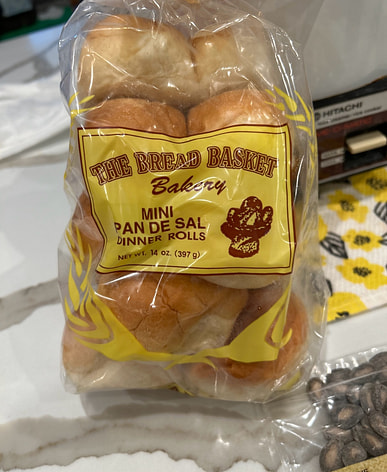 THE BREAD BASKET
Bakery
MINI
PAN DE SAL
DINNER ROLLS
NET WT. 14 oz. (397 g)
HITACHI